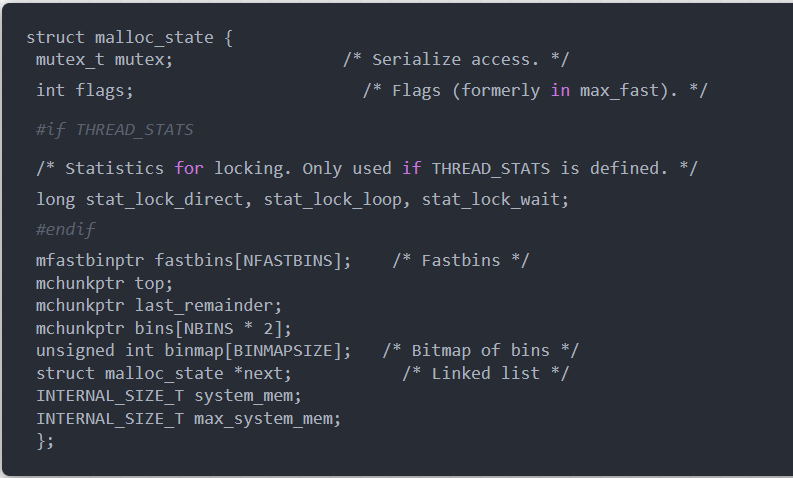 struct malloc_state {
mutex_t mutex; /* Serialize access. */
int flags; /* Flags (formerly in max_fast). */
#if THREAD_STATS
/* Statistics for locking. Only used if THREAD_STATS is defined. */
long stat_lock_direct, stat_lock_loop, stat_lock_wait;
#endif
mfastbinptr fastbins[NFASTBINS]; /* Fastbins */
mchunkptr top;
mchunkptr last_remainder;
mchunkptr bins[NBINS * 2];
unsigned int binmap[BINMAPSIZE]; /* Bitmap of bins */
struct malloc_state *next; /* Linked list */
INTERNAL_SIZE_T system_mem;
INTERNAL_SIZE_T max_system_mem;
};